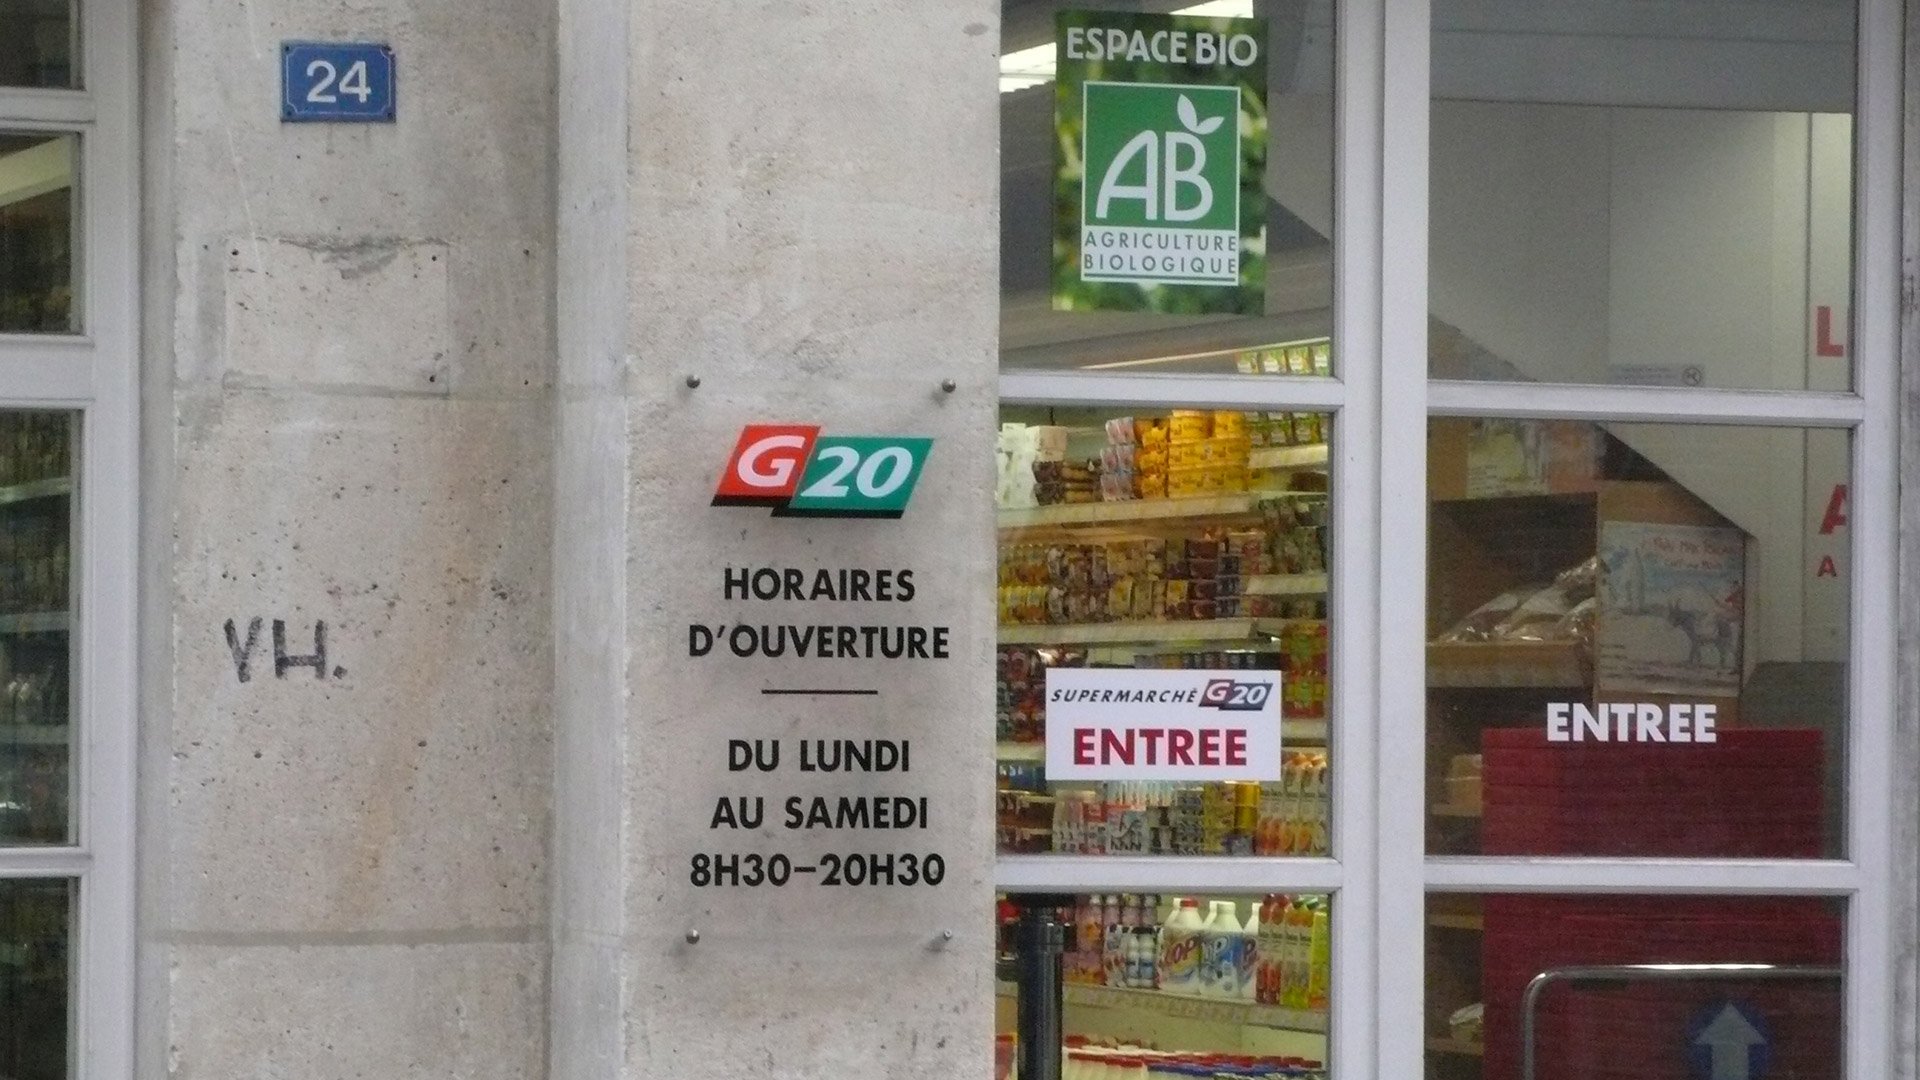 24
ESPACE BIO
AB
AGRICULTURE
BIOLOGIQUE
G20
HORAIRES
D'OUVERTURE
DU LUNDI
AU SAMEDI
8H30–20H30
VH.
SUPERMARCHÉ G20
ENTREE
ENTREE
L
A
A